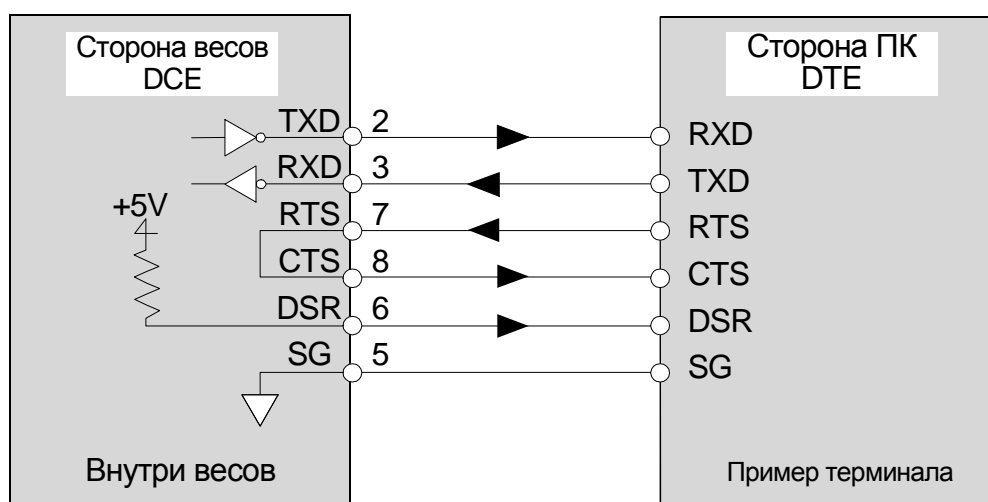 Сторона весов
DCE
Сторона ПК
DTE
TXD 2 RXD
RXD 3 TXD
+5V
RTS 7 RTS
CTS 8 CTS
DSR 6 DSR
SG 5 SG
Внутри весов
Пример терминала